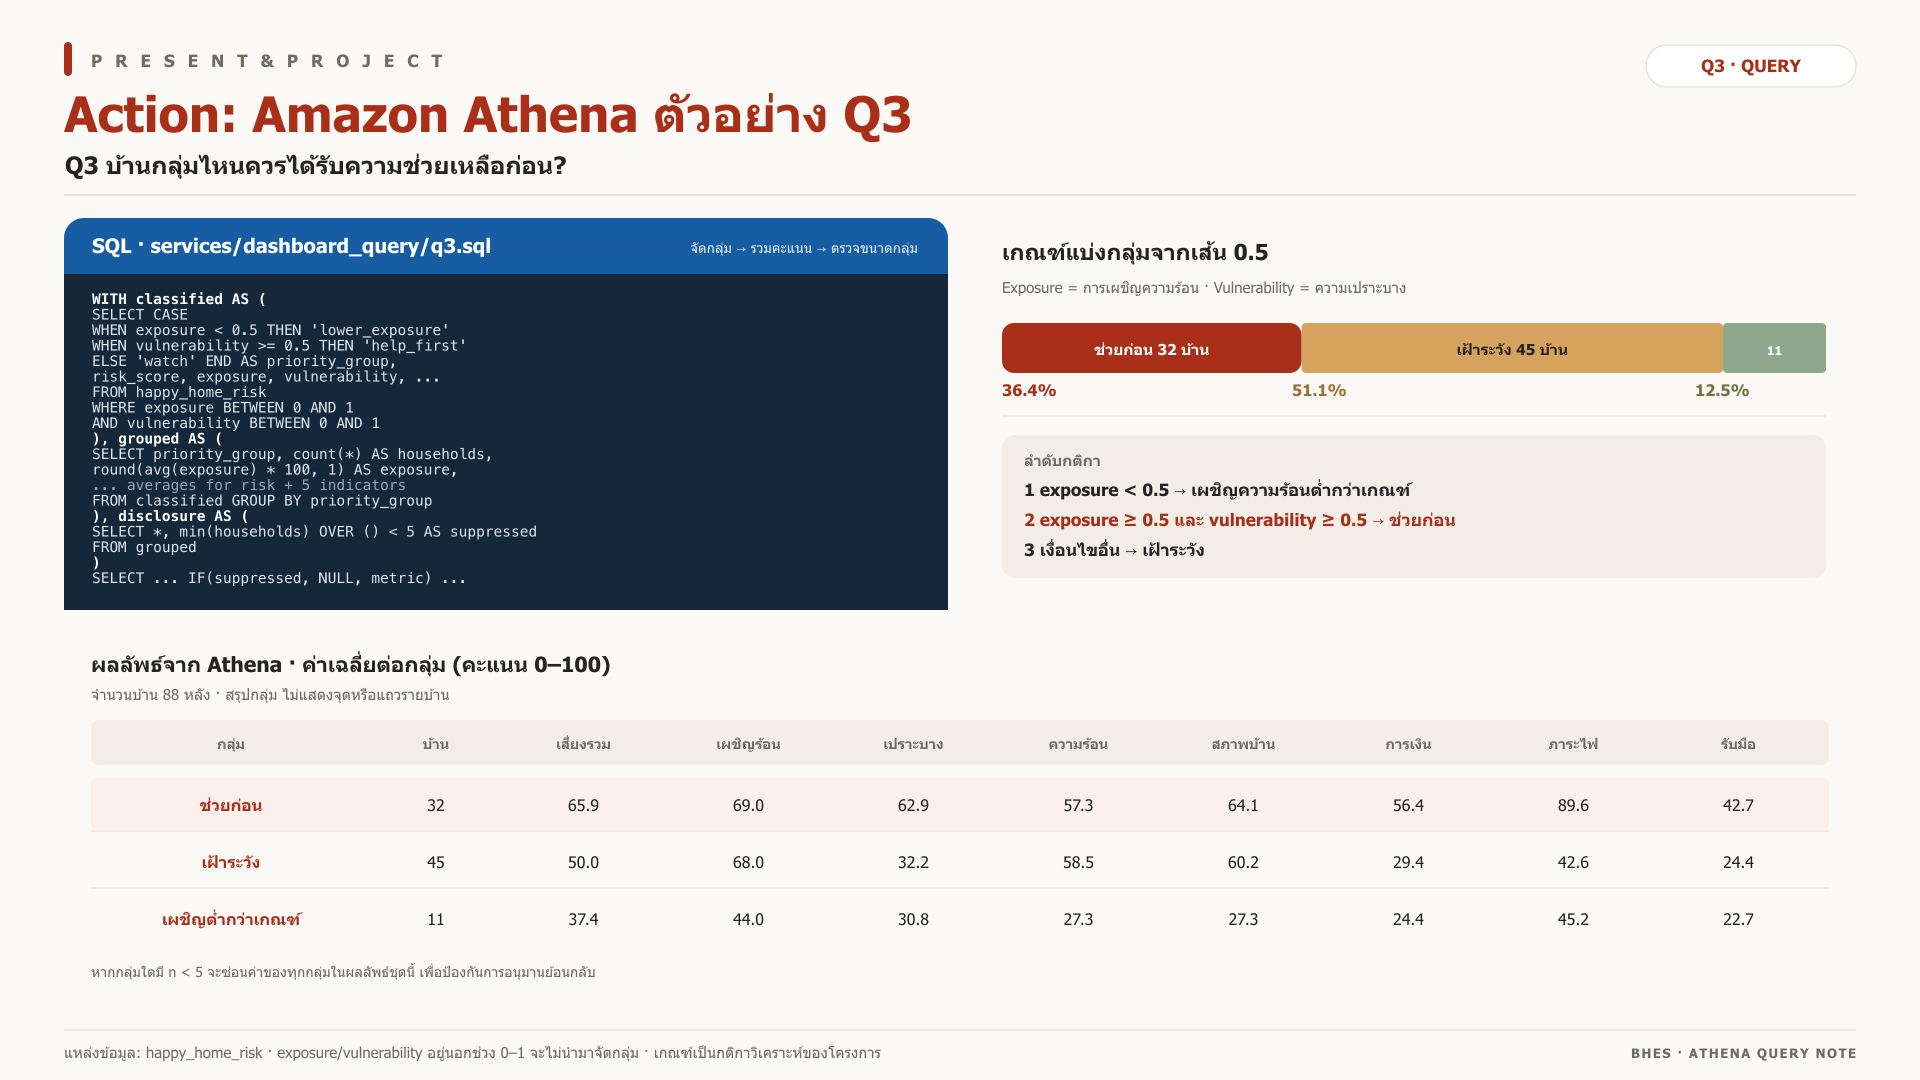 PRESENT&PROJECT
Q3 · QUERY
Action: Amazon Athena ตัวอย่าง Q3
Q3 บ้านกลุ่มไหนควรได้รับความช่วยเหลือก่อน?
SQL · services/dashboard_query/q3.sql
จัดกลุ่ม → รวมคะแนน → ตรวจขนาดกลุ่ม
WITH classified AS (
SELECT CASE
WHEN exposure < 0.5 THEN 'lower_exposure'
WHEN vulnerability >= 0.5 THEN 'help_first'
ELSE 'watch' END AS priority_group,
risk_score, exposure, vulnerability, ...
FROM happy_home_risk
WHERE exposure BETWEEN 0 AND 1
AND vulnerability BETWEEN 0 AND 1
), grouped AS (
SELECT priority_group, count(*) AS households,
round(avg(exposure) * 100, 1) AS exposure,
... averages for risk + 5 indicators
FROM classified GROUP BY priority_group
), disclosure AS (
SELECT *, min(households) OVER () < 5 AS suppressed
FROM grouped
)
SELECT ... IF(suppressed, NULL, metric) ...
เกณฑ์แบ่งกลุ่มจากเส้น 0.5
Exposure = การเผชิญความร้อน · Vulnerability = ความเปราะบาง
ช่วยก่อน 32 บ้าน เฝ้าระวัง 45 บ้าน 11
36.4% 51.1% 12.5%
ลำดับกติกา
1 exposure < 0.5 → เผชิญความร้อนต่ำกว่าเกณฑ์
2 exposure ≥ 0.5 และ vulnerability ≥ 0.5 → ช่วยก่อน
3 เงื่อนไขอื่น → เฝ้าระวัง
ผลลัพธ์จาก Athena · ค่าเฉลี่ยต่อกลุ่ม (คะแนน 0–100)
จำนวนบ้าน 88 หลัง · สรุปกลุ่ม ไม่แสดงจุดหรือแถวรายบ้าน
กลุ่ม บ้าน เสี่ยงรวม เผชิญร้อน เปราะบาง ความร้อน สภาพบ้าน การเงิน ภาระไฟ รับมือ
ช่วยก่อน 32 65.9 69.0 62.9 57.3 64.1 56.4 89.6 42.7
เฝ้าระวัง 45 50.0 68.0 32.2 58.5 60.2 29.4 42.6 24.4
เผชิญต่ำกว่าเกณฑ์ 11 37.4 44.0 30.8 27.3 27.3 24.4 45.2 22.7
หากกลุ่มใดมี n < 5 จะซ่อนค่าของทุกกลุ่มในผลลัพธ์ชุดนี้ เพื่อป้องกันการอนุมานย้อนกลับ
แหล่งข้อมูล: happy_home_risk · exposure/vulnerability อยู่นอกช่วง 0–1 จะไม่นำมาจัดกลุ่ม · เกณฑ์เป็นกติกาวิเคราะห์ของโครงการ
BHES · ATHENA QUERY NOTE